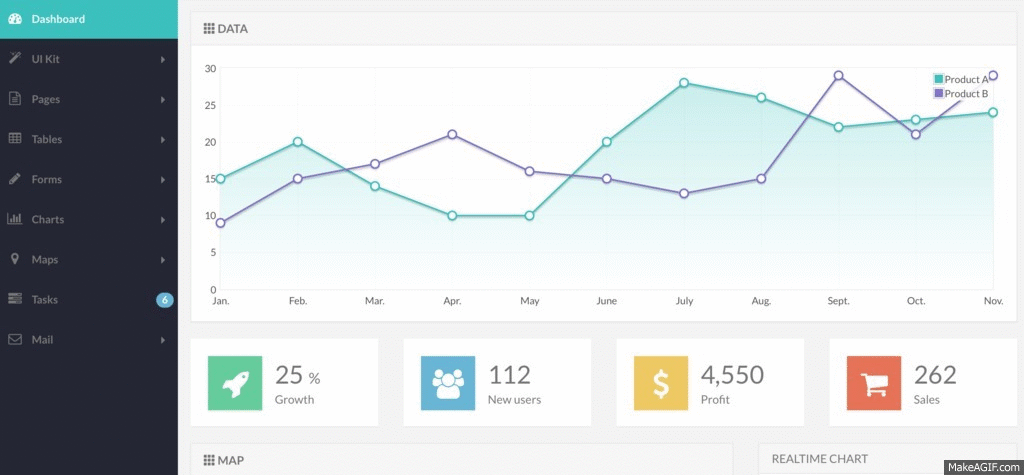 Dashboard
UI Kit
Pages
Tables
Forms
Charts
Maps
Tasks
6
Mail
DATA
30
25
20
15
10
5
0
Product A
Product B
Jan.
Feb.
Mar.
Apr.
May
June
July
Aug.
Sept.
Oct.
Nov.
25 %
Growth
112
New users
4,550
Profit
262
Sales
MAP
REALTIME CHART
MakeAGIF.com